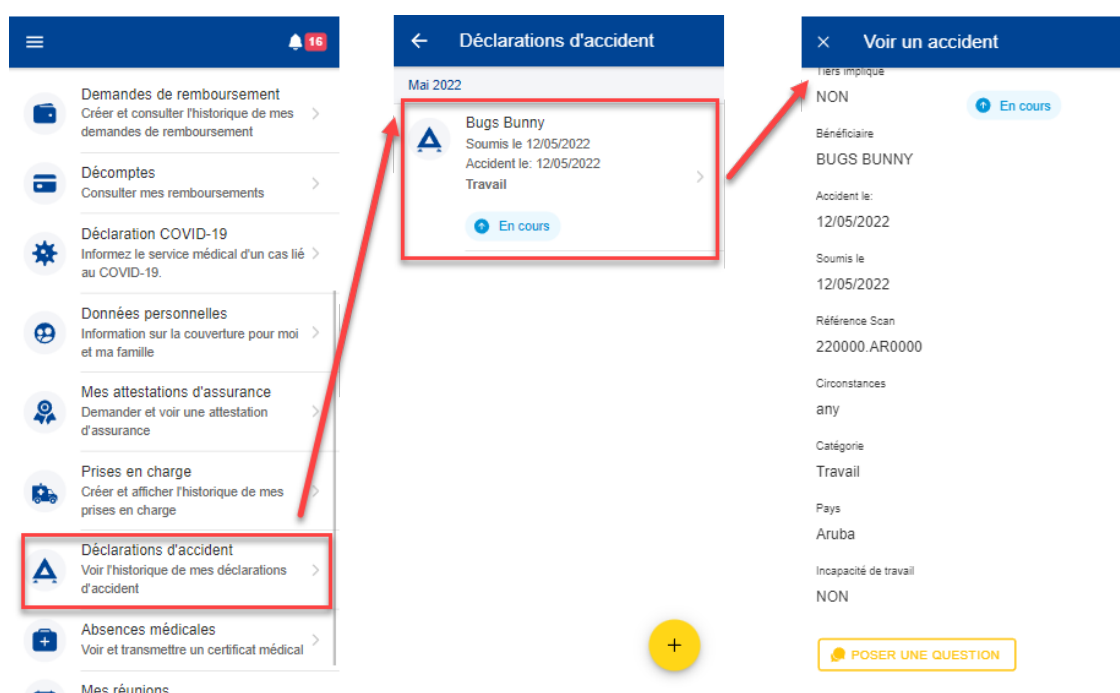 16
Demandes de remboursement
Créer et consulter l'historique de mes
demandes de remboursement
Décomptes
Consulter mes remboursements
Déclaration COVID-19
Informez le service médical d'un cas lié
au COVID-19.
Données personnelles
Information sur la couverture pour moi
et ma famille
Mes attestations d'assurance
Demander et voir une attestation
d'assurance
Prises en charge
Créer et afficher l'historique de mes
prises en charge
Déclarations d'accident
Voir l'historique de mes déclarations
d'accident
Absences médicales
Voir et transmettre un certificat médical
Mes réunions
Déclarations d'accident
Mai 2022
Bugs Bunny
Soumis le 12/05/2022
Accident le: 12/05/2022
Travail
En cours
+
Voir un accident
Tiers impliqué
NON
En cours
Bénéficiaire
BUGS BUNNY
Accident le:
12/05/2022
Soumis le
12/05/2022
Référence Scan
220000.AR0000
Circonstances
any
Catégorie
Travail
Pays
Aruba
Incapacité de travail
NON
POSER UNE QUESTION